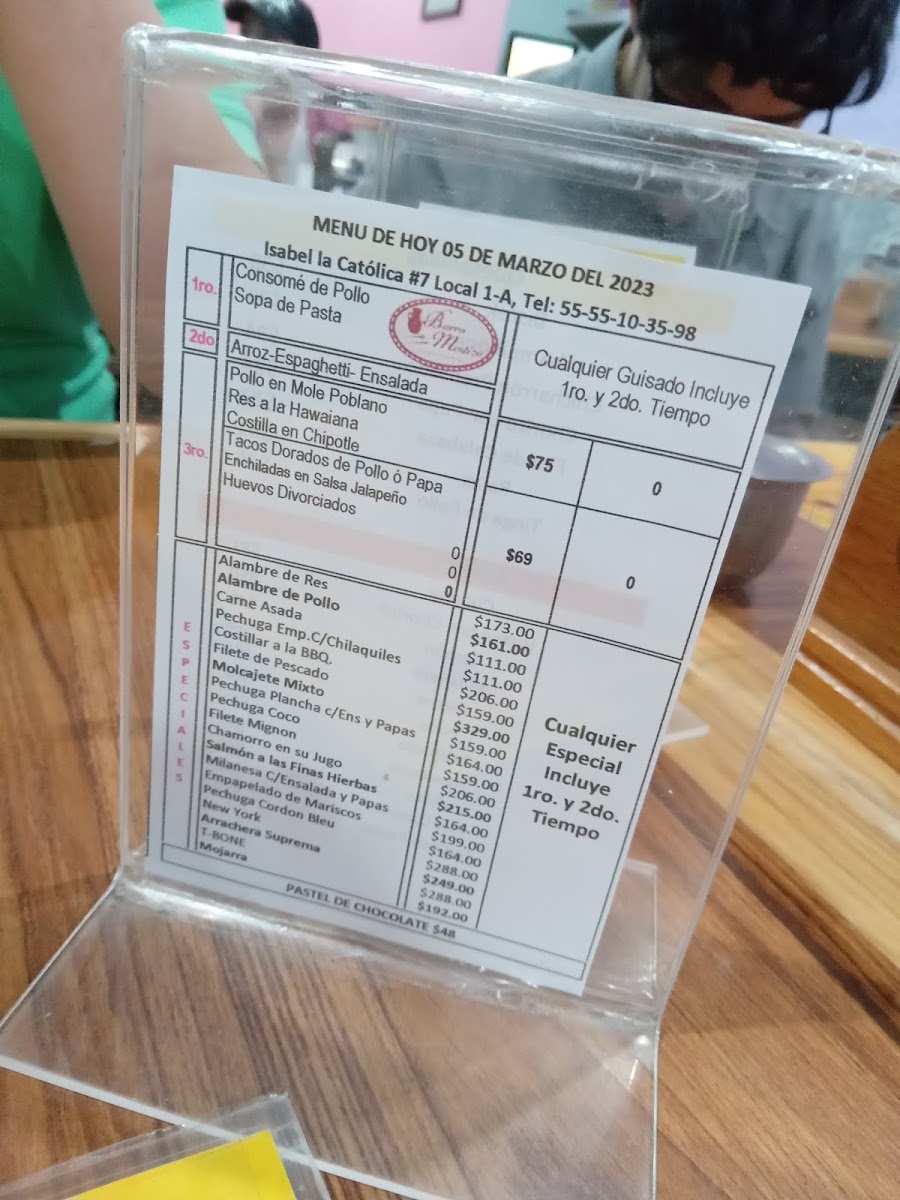 MENU DE HOY 05 DE MARZO DEL 2023
Isabel la Católica #7 Local 1-A, Tel: 55-55-10-35-98
1ro.
Consomé de Pollo
Sopa de Pasta
Barro
Cualquier Guisado Incluye
1ro. y 2do. Tiempo
2do
Arroz-Espaghetti- Ensalada
3ro.
Pollo en Mole Poblano
Res a la Hawaiana
Costilla en Chipotle
$75
0
Tacos Dorados de Pollo ó Papa
Enchiladas en Salsa Jalapeño
Huevos Divorciados
0
0
0
$69
0
ESPECIALES
Alambre de Res $173.00
Alambre de Pollo $161.00
Carne Asada $111.00
Pechuga Emp.C/Chilaquiles $111.00
Costillar a la BBQ. $206.00
Filete de Pescado $159.00
Molcajete Mixto $329.00
Pechuga Plancha c/Ens y Papas $159.00
Pechuga Coco $164.00
Filete Mignon $159.00
Chamorro en su Jugo $206.00
Salmón a las Finas Hierbas $215.00
Milanesa C/Ensalada y Papas $164.00
Empapelado de Mariscos $199.00
Pechuga Cordon Bleu $164.00
New York $288.00
Arrachera Suprema $249.00
T-BONE $288.00
Mojarra $192.00
Cualquier
Especial
Incluye
1ro. y 2do.
Tiempo
PASTEL DE CHOCOLATE $48